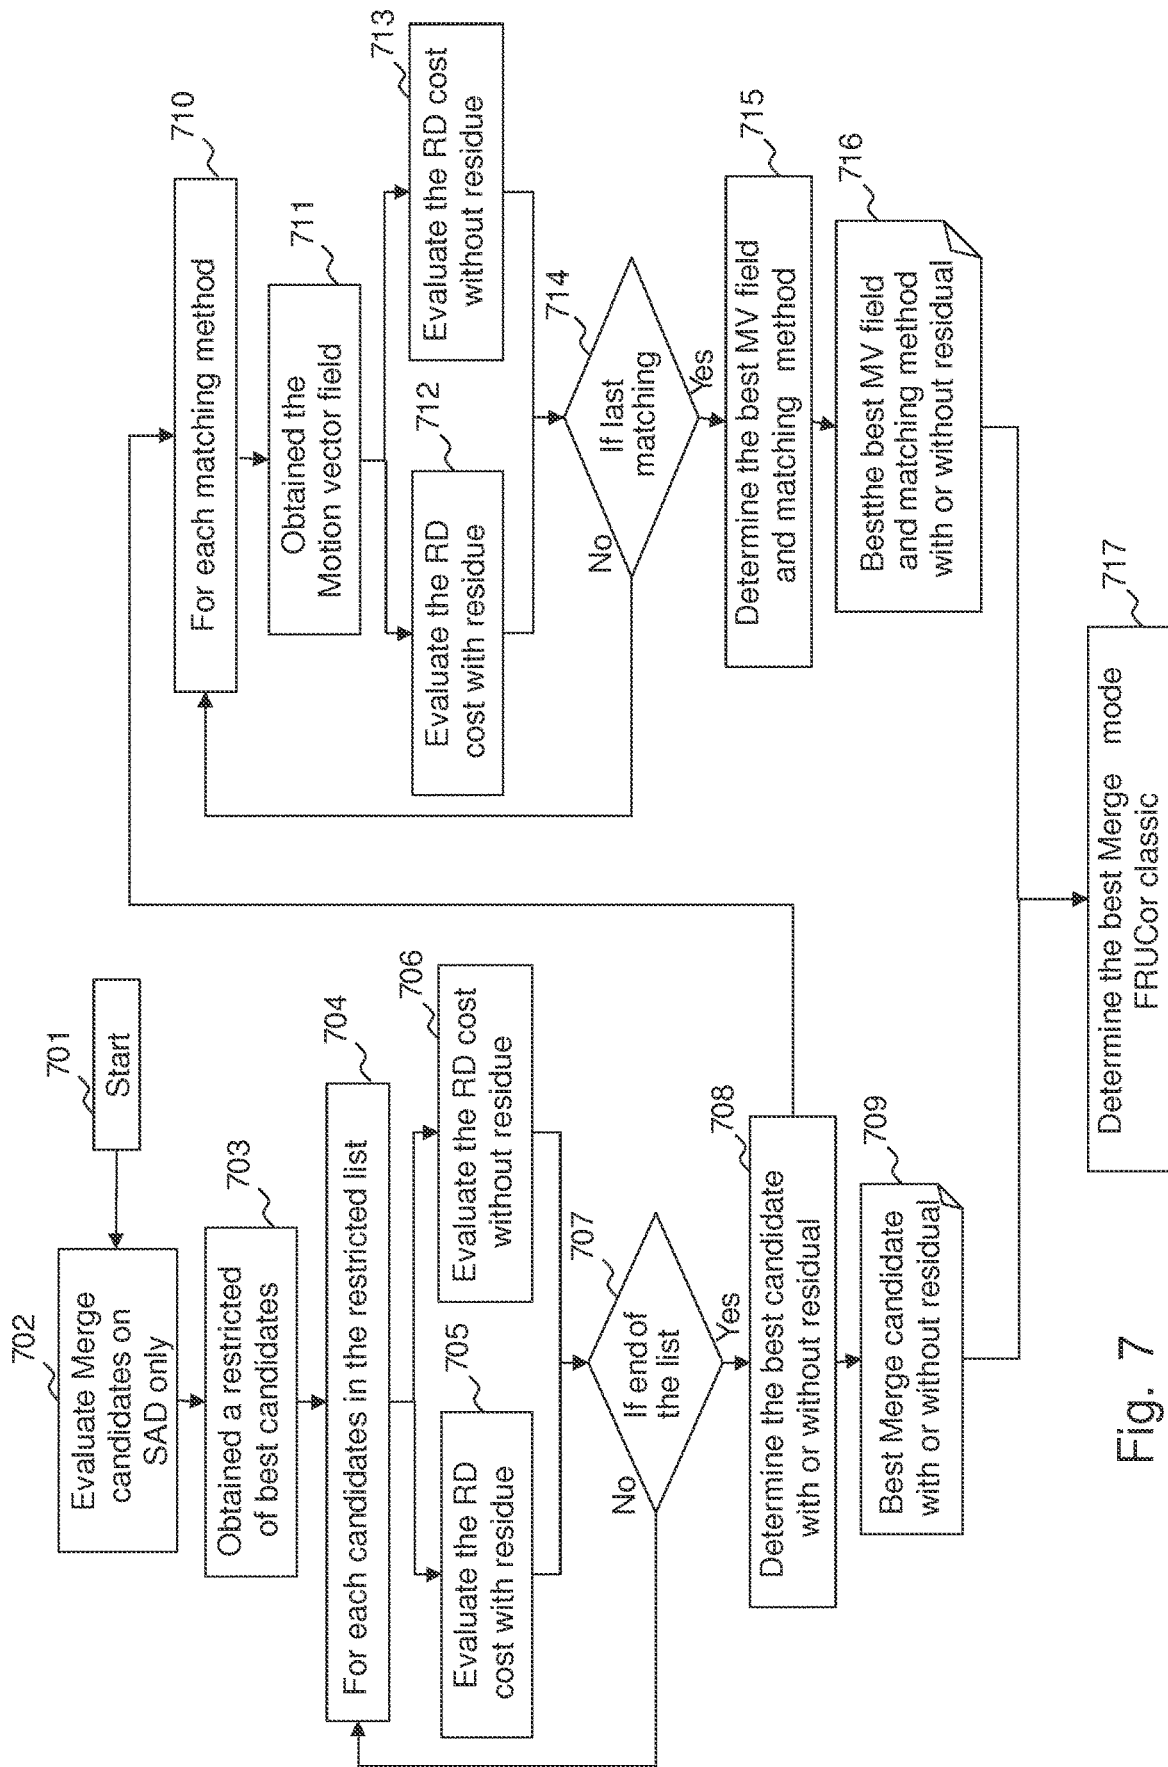 701
Start
702
Evaluate Merge
candidates on
SAD only
703
Obtained a restricted
of best candidates
704
For each candidates in the restricted list
705
Evaluate the RD
cost with residue
706
Evaluate the RD cost
without residue
707
If end of
the list
No
Yes
708
Determine the best candidate
with or without residual
709
Best Merge candidate
with or without residual
710
For each matching method
711
Obtained the
Motion vector field
712
Evaluate the RD
cost with residue
713
Evaluate the RD cost
without residue
714
If last
matching
No
Yes
715
Determine the best MV field
and matching method
716
Bestthe best MV field
and matching method
with or without residual
717
Determine the best Merge mode
FRUCor classic
Fig. 7